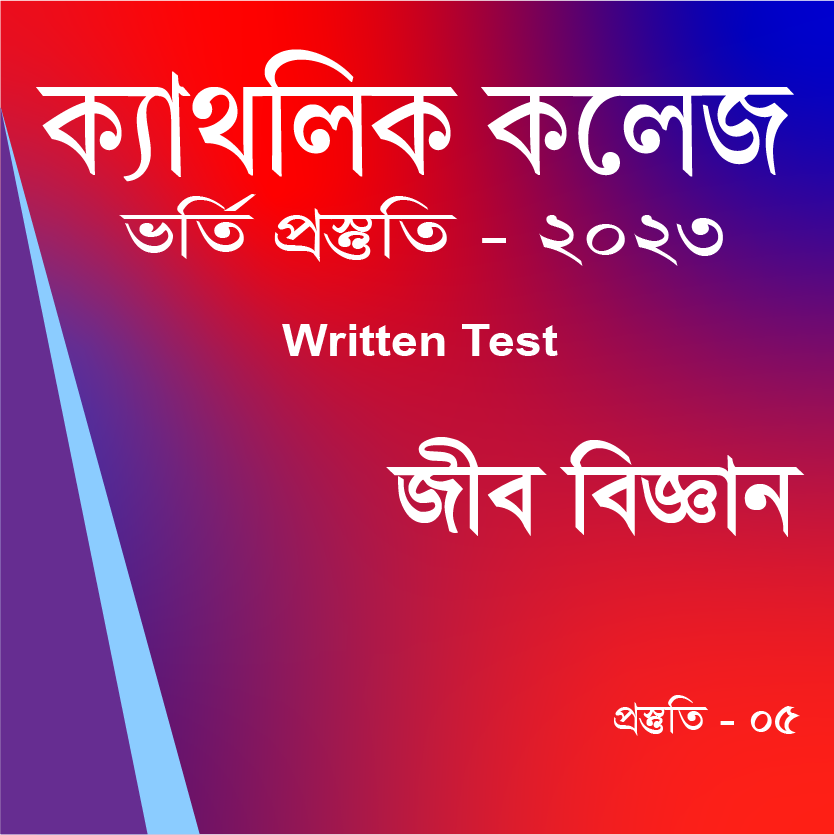 ক্যাথলিক কলেজ
ভর্তি প্রস্তুতি - ২০২৩
Written Test
জীব বিজ্ঞান
প্রস্তুতি - ০৫